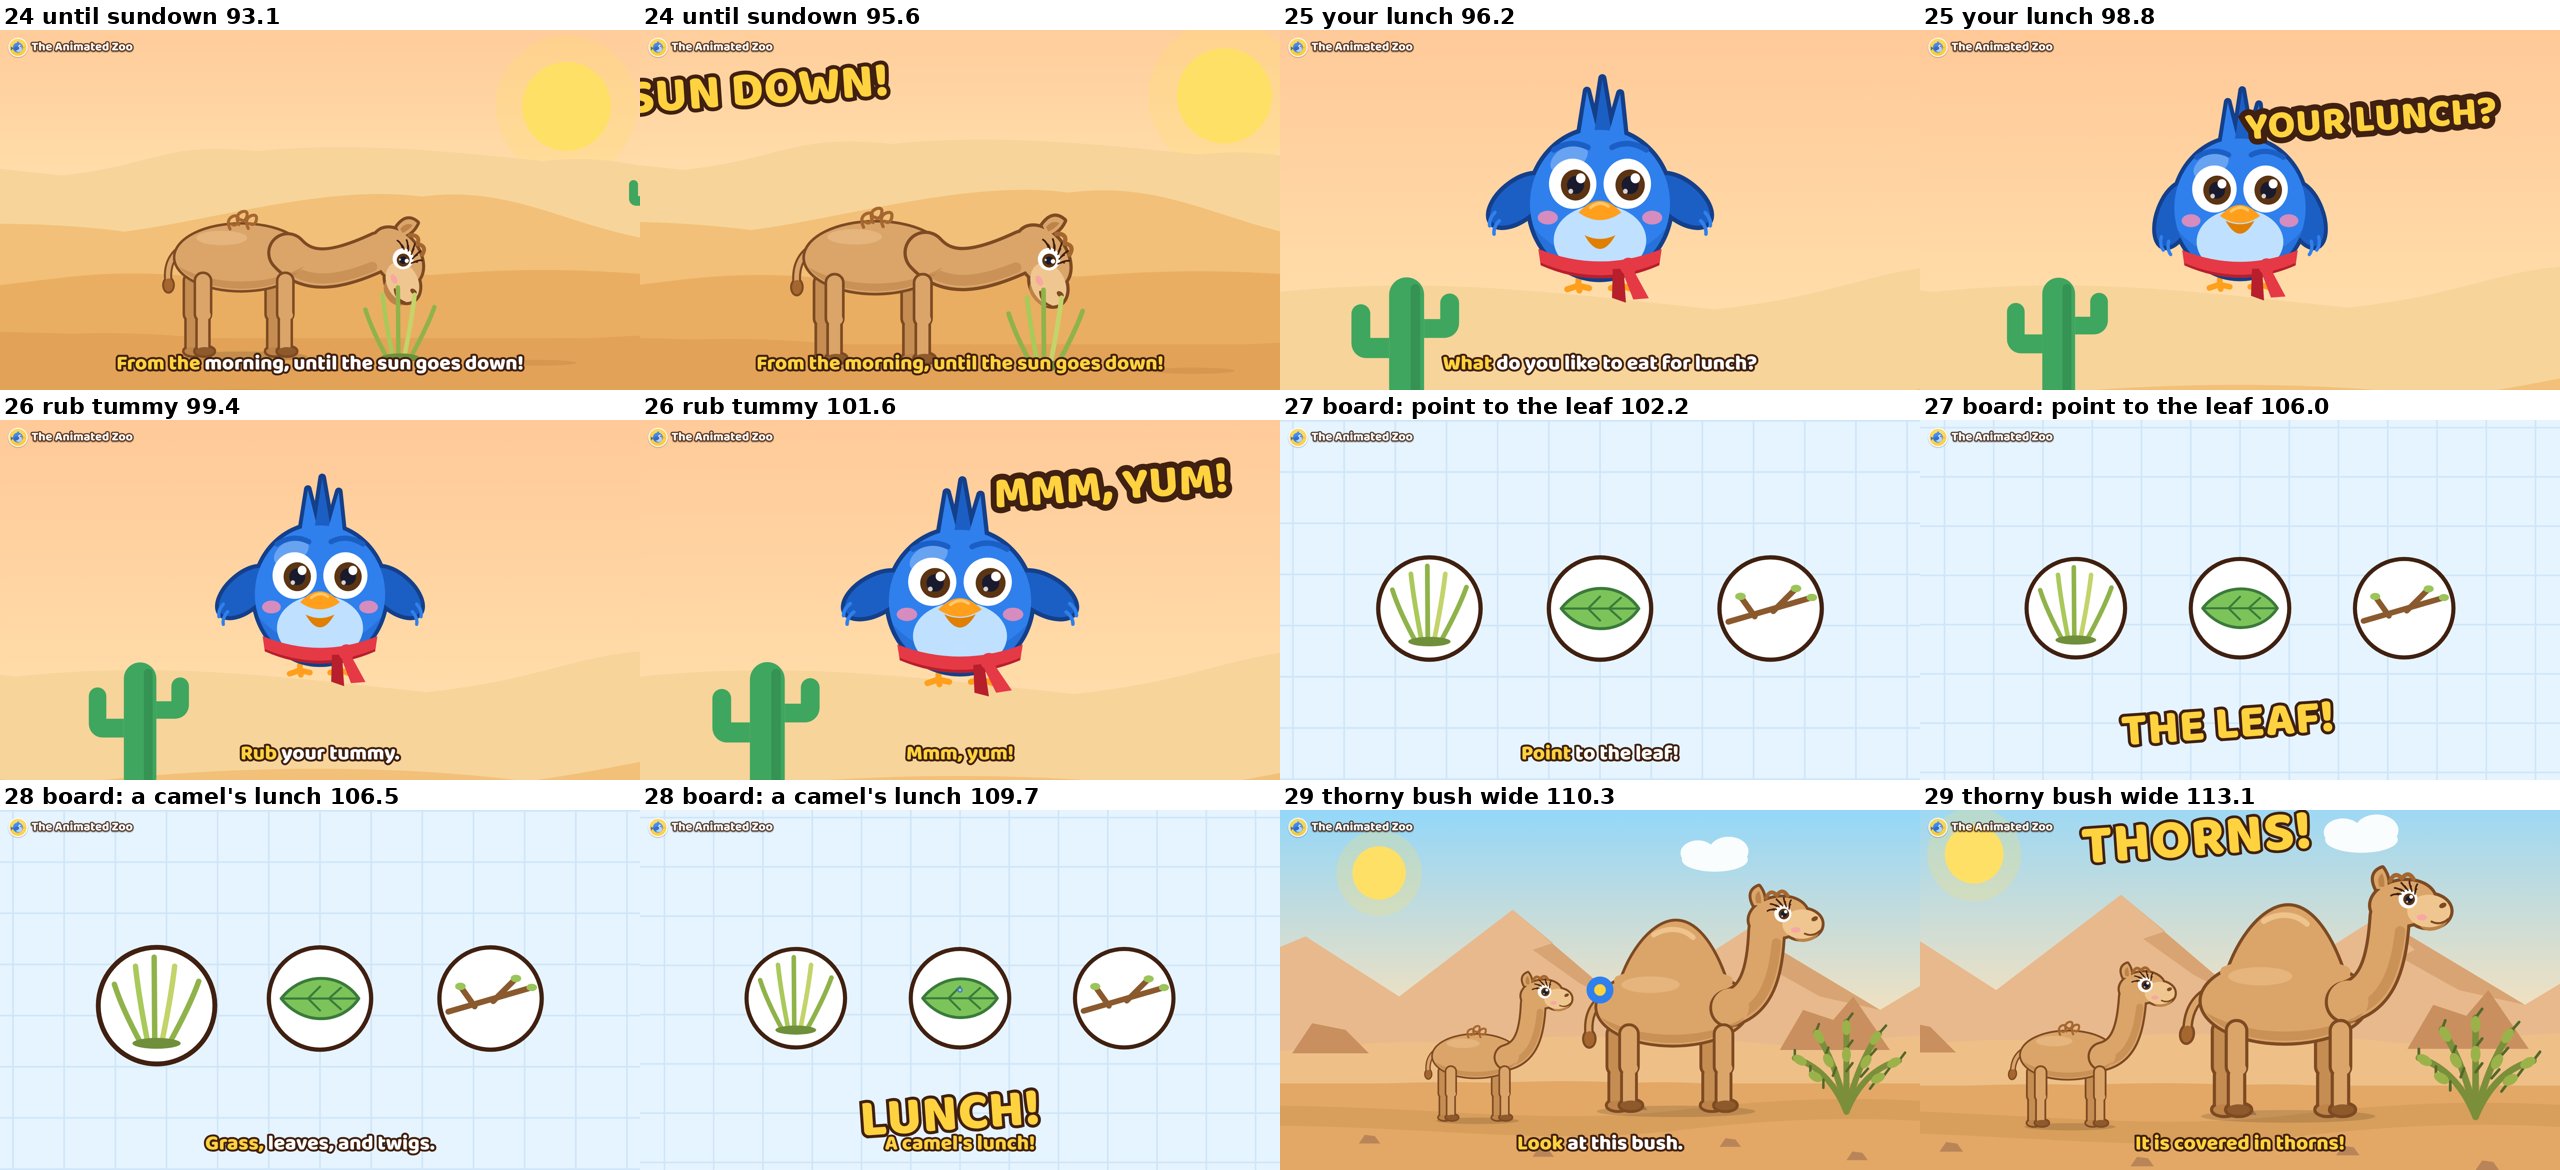 24 until sundown 93.1
The Animated Zoo
From the morning, until the sun goes down!
24 until sundown 95.6
The Animated Zoo
SUN DOWN!
From the morning, until the sun goes down!
25 your lunch 96.2
The Animated Zoo
What do you like to eat for lunch?
25 your lunch 98.8
The Animated Zoo
YOUR LUNCH?
26 rub tummy 99.4
The Animated Zoo
Rub your tummy.
26 rub tummy 101.6
The Animated Zoo
MMM, YUM!
Mmm, yum!
27 board: point to the leaf 102.2
The Animated Zoo
Point to the leaf!
27 board: point to the leaf 106.0
The Animated Zoo
THE LEAF!
28 board: a camel's lunch 106.5
The Animated Zoo
Grass, leaves, and twigs.
28 board: a camel's lunch 109.7
The Animated Zoo
LUNCH!
A camel's lunch!
29 thorny bush wide 110.3
The Animated Zoo
Look at this bush.
29 thorny bush wide 113.1
The Animated Zoo
THORNS!
It is covered in thorns!